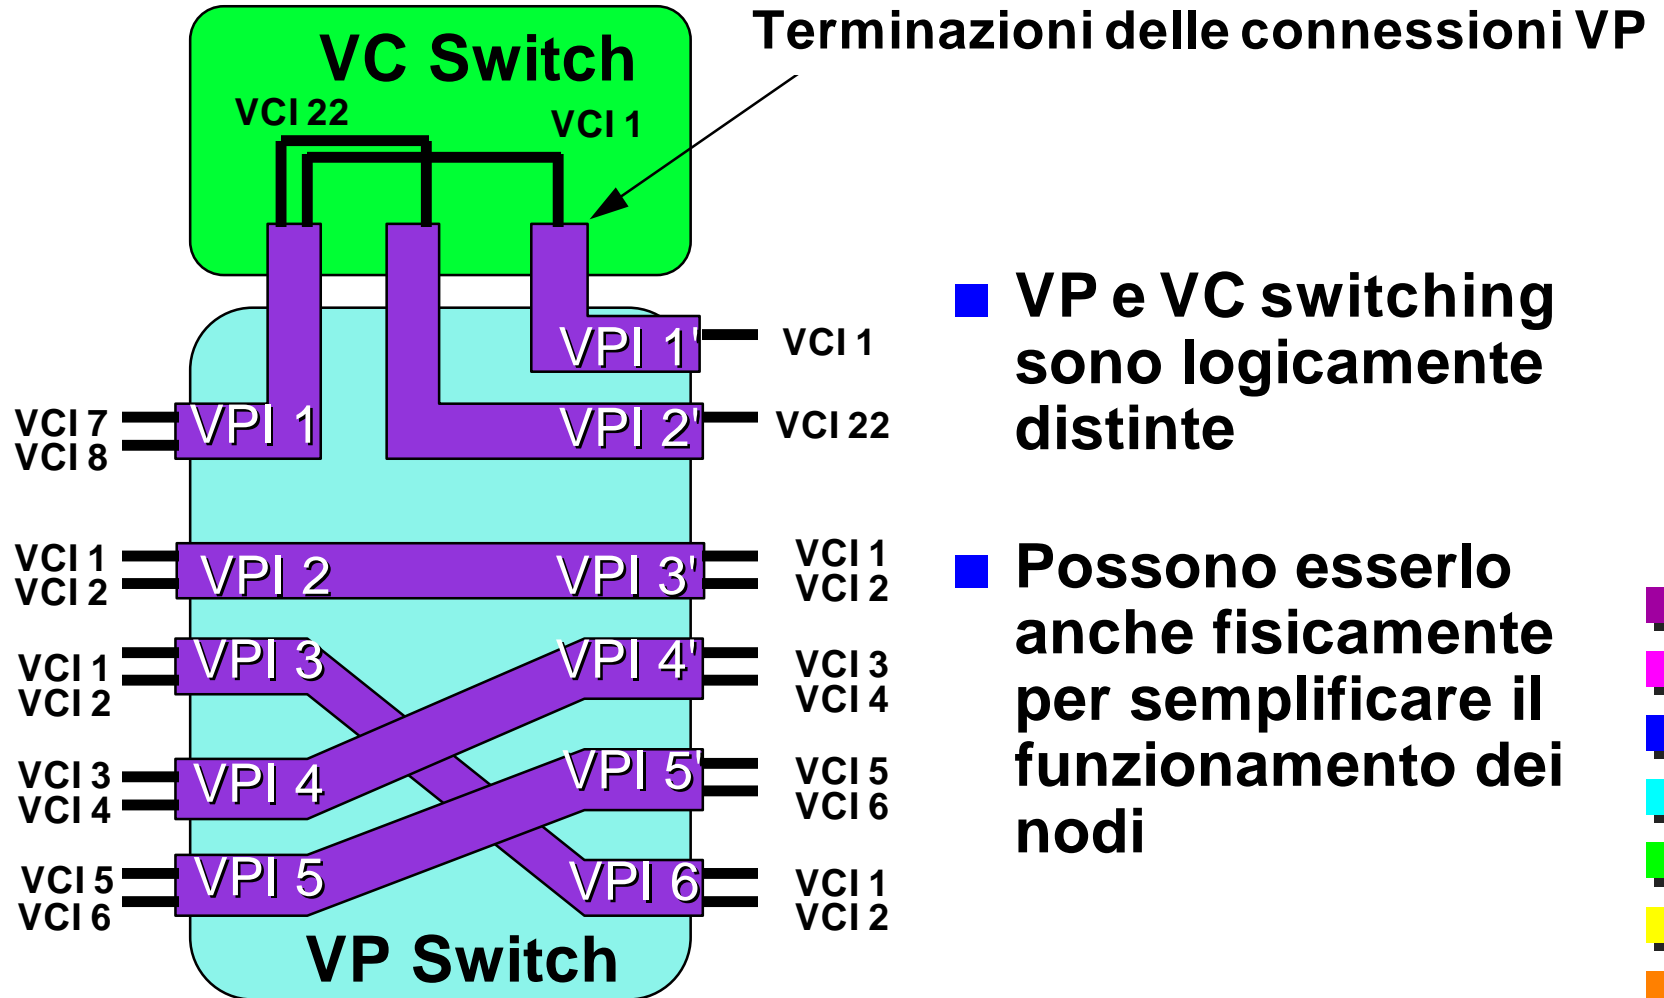 Terminazioni delle connessioni VP
VC Switch
VCI 22
VCI 1
VPI 1'
VCI 1
VCI 7
VCI 8
VPI 1
VPI 2'
VCI 22
VCI 1
VCI 2
VPI 2
VPI 3'
VCI 1
VCI 2
VCI 1
VCI 2
VPI 3
VPI 4'
VCI 3
VCI 4
VCI 3
VCI 4
VPI 4
VPI 5'
VCI 5
VCI 6
VCI 5
VCI 6
VPI 5
VPI 6
VCI 1
VCI 2
VP Switch
VP e VC switching
sono logicamente
distinte
Possono esserlo
anche fisicamente
per semplificare il
funzionamento dei
nodi